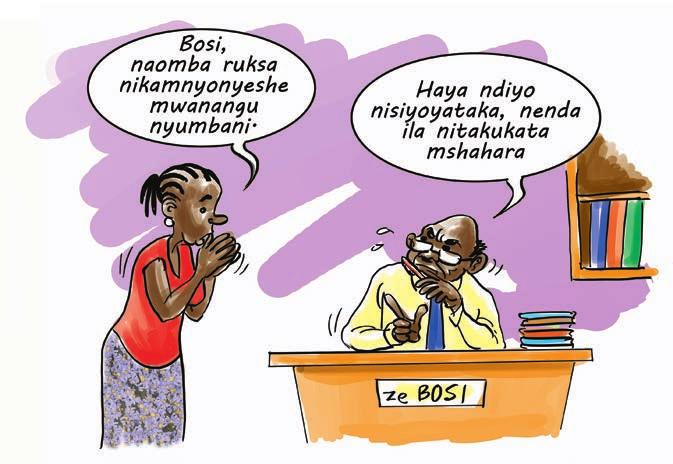 Bosi,
naomba ruksa
nikamnyonyeshe
mwanangu
nyumbani.
Haya ndiyo
nisiyoyataka, nenda
ila nitakukata
mshahara
ze BOSI